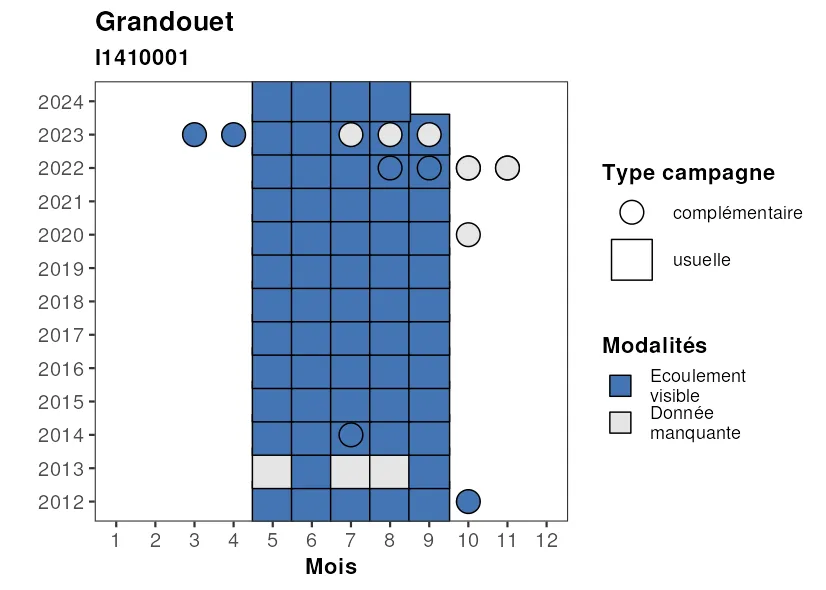 Grandouet
I1410001
2024
2023
2022
2021
2020
2019
2018
2017
2016
2015
2014
2013
2012
1 2 3 4 5 6 7 8 9 10 11 12
Mois
Type campagne
complémentaire
usuelle
Modalités
Ecoulement
visible
Donnée
manquante